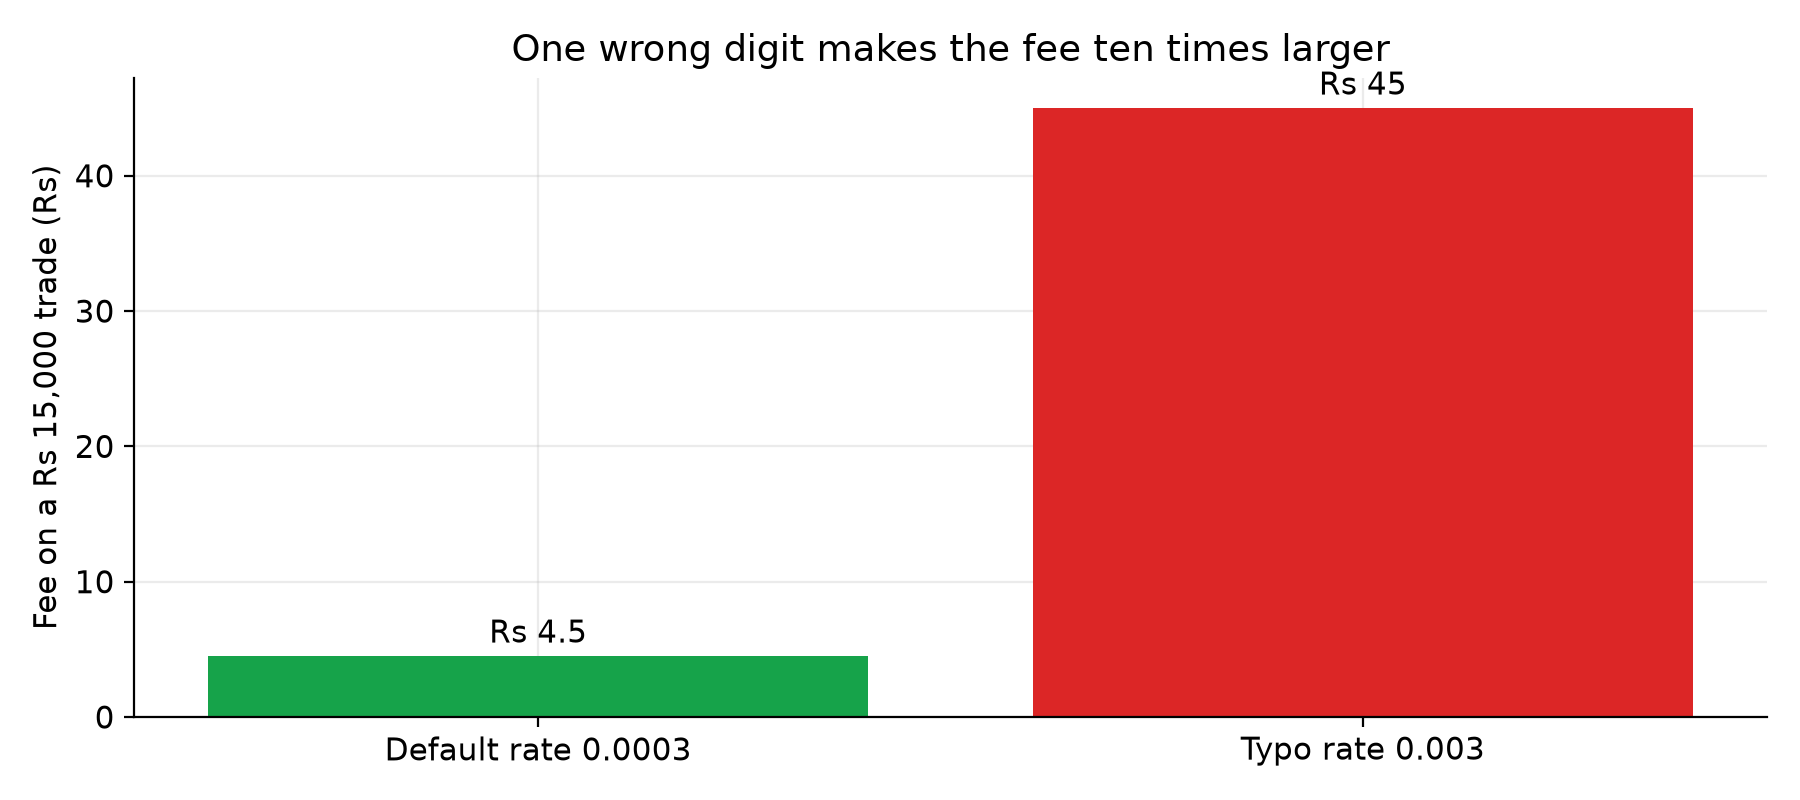 One wrong digit makes the fee ten times larger
Rs 45
Fee on a Rs 15,000 trade (Rs)
40
30
20
10
0
Rs 4.5
Default rate 0.0003
Typo rate 0.003